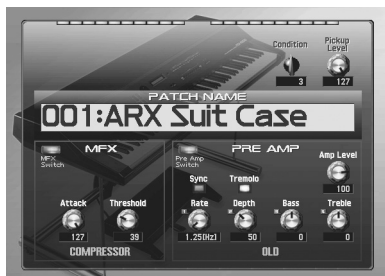 Condition
Pickup
Level
3
127
PATCH NAME
001:ARX Suit Case
MFX
MFX
Switch
PRE AMP
Pre Amp
Switch
Sync
Tremolo
Amp Level
100
Attack
Threshold
Rate
Depth
Bass
Treble
127
39
1.25[Hz]
50
0
0
COMPRESSOR
OLD